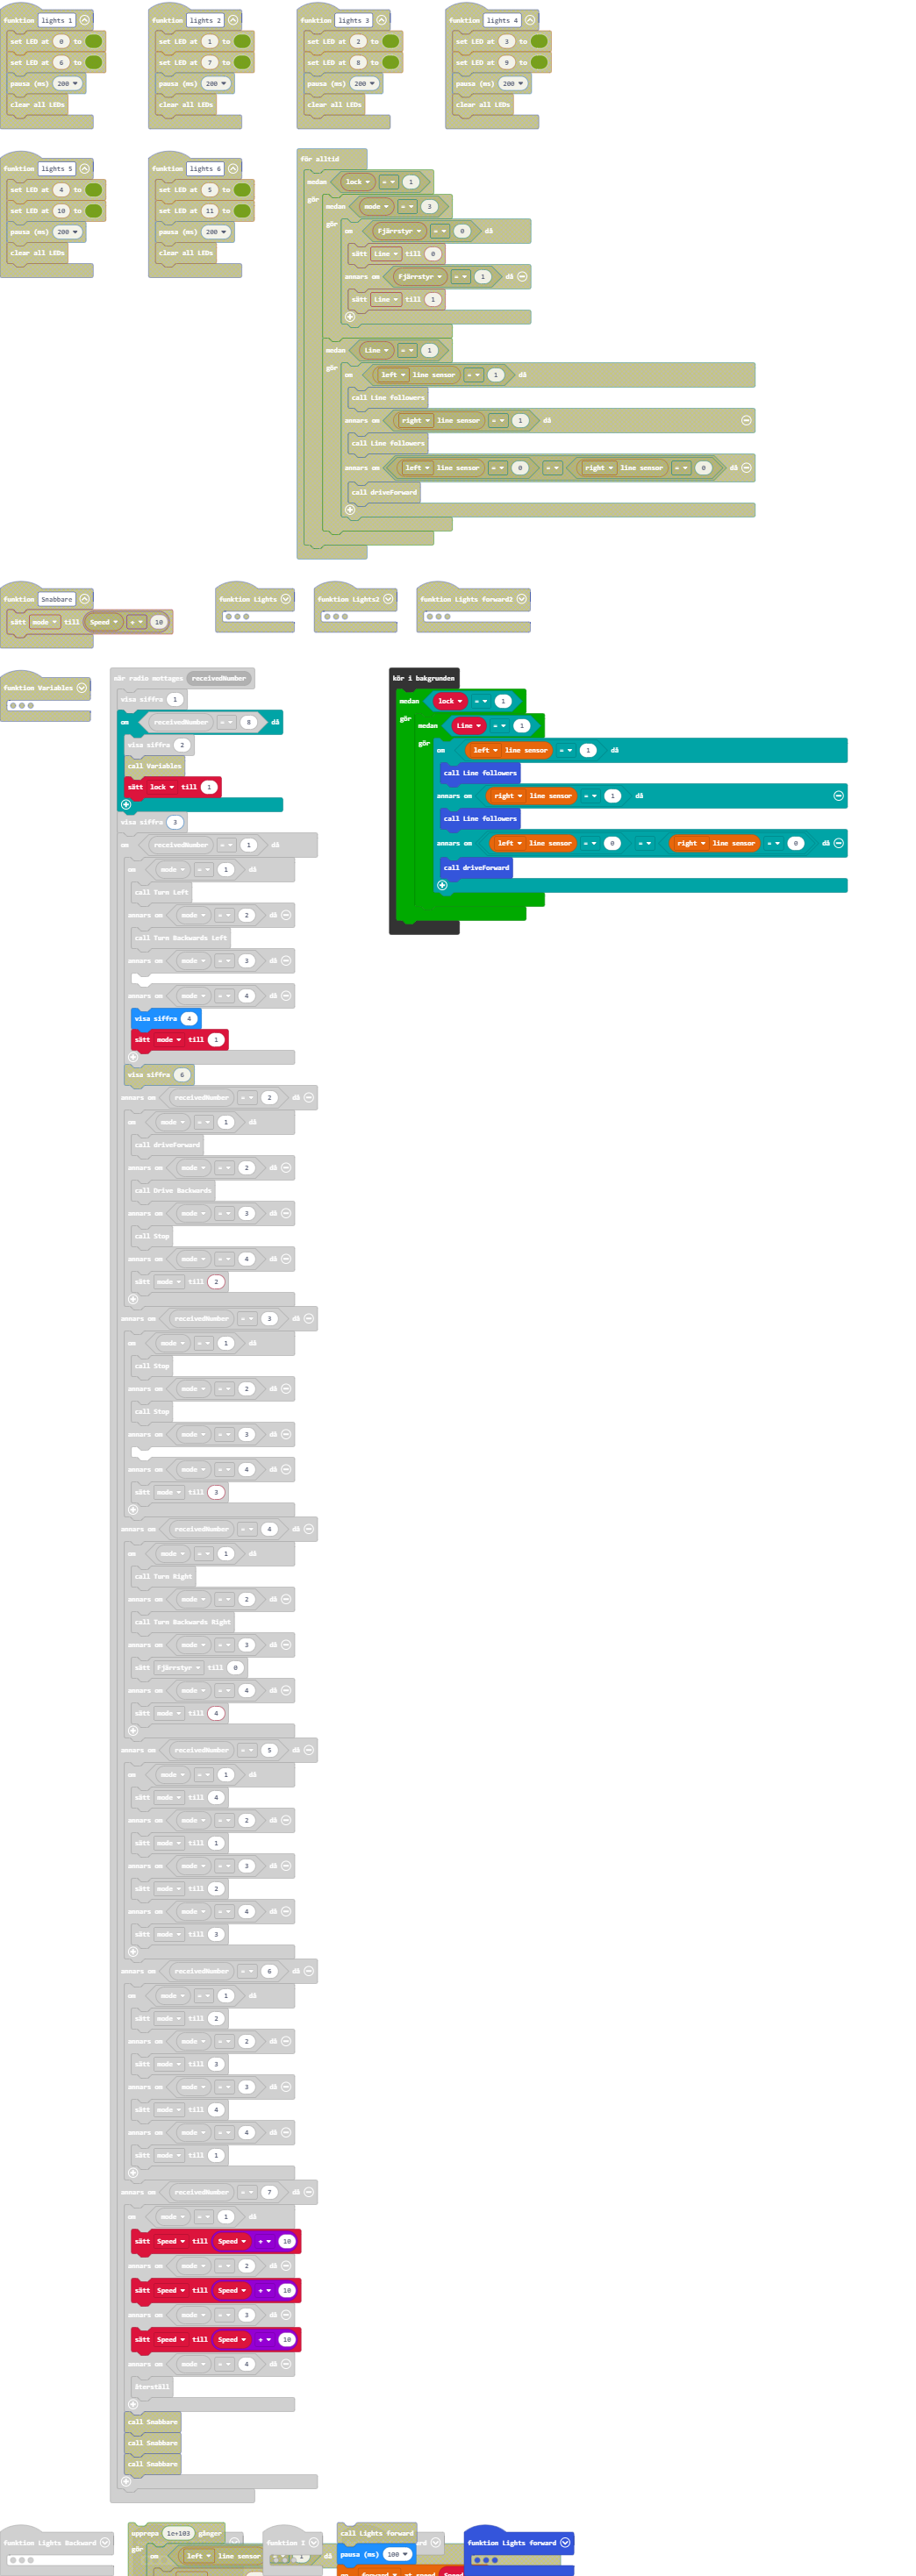 funktion lights 1
set LED at 0 to
set LED at 6 to
pausa (ms) 200
clear all LEDs
funktion lights 2
set LED at 1 to
set LED at 7 to
pausa (ms) 200
clear all LEDs
funktion lights 3
set LED at 2 to
set LED at 8 to
pausa (ms) 200
clear all LEDs
funktion lights 4
set LED at 3 to
set LED at 9 to
pausa (ms) 200
clear all LEDs
funktion lights 5
set LED at 4 to
set LED at 10 to
pausa (ms) 200
clear all LEDs
funktion lights 6
set LED at 5 to
set LED at 11 to
pausa (ms) 200
clear all LEDs
för alltid
medan lock = 1
gör medan mode = 3
gör om Fjärrstyr = 0 då
sätt Line till 0
annars om Fjärrstyr = 1 då
sätt Line till 1
medan Line = 1
gör om left line sensor = 1 då
call Line followers
annars om right line sensor = 1 då
call Line followers
annars om left line sensor = 0 = right line sensor = 0 då
call driveForward
funktion Snabbare
sätt mode till Speed + 10
funktion Lights
funktion Lights2
funktion Lights forward2
funktion Variables
när radio mottages receivedNumber
visa siffra 1
om receivedNumber = 8 då
visa siffra 2
call Variables
sätt lock till 1
visa siffra 3
om receivedNumber = 1 då
om mode = 1 då
call Turn Left
annars om mode = 2 då
call Turn Backwards Left
annars om mode = 3 då
annars om mode = 4 då
visa siffra 4
sätt mode till 1
visa siffra 6
annars om receivedNumber = 2 då
om mode = 1 då
call driveForward
annars om mode = 2 då
call Drive Backwards
annars om mode = 3 då
call Stop
annars om mode = 4 då
sätt mode till 2
annars om receivedNumber = 3 då
om mode = 1 då
call Stop
annars om mode = 2 då
call Stop
annars om mode = 3 då
annars om mode = 4 då
sätt mode till 3
annars om receivedNumber = 4 då
om mode = 1 då
call Turn Right
annars om mode = 2 då
call Turn Backwards Right
annars om mode = 3 då
sätt Fjärrstyr till 0
annars om mode = 4 då
sätt mode till 4
annars om receivedNumber = 5 då
om mode = 1 då
sätt mode till 4
annars om mode = 2 då
sätt mode till 1
annars om mode = 3 då
sätt mode till 2
annars om mode = 4 då
sätt mode till 3
annars om receivedNumber = 6 då
om mode = 1 då
sätt mode till 2
annars om mode = 2 då
sätt mode till 3
annars om mode = 3 då
sätt mode till 4
annars om mode = 4 då
sätt mode till 1
annars om receivedNumber = 7 då
om mode = 1 då
sätt Speed till Speed + 10
annars om mode = 2 då
sätt Speed till Speed + 10
annars om mode = 3 då
sätt Speed till Speed + 10
annars om mode = 4 då
återställ
call Snabbare
call Snabbare
call Snabbare
kör i bakgrunden
medan lock = 1
gör medan Line = 1
gör om left line sensor = 1 då
call Line followers
annars om right line sensor = 1 då
call Line followers
annars om left line sensor = 0 = right line sensor = 0 då
call driveForward
funktion Lights Backward
upprepa 1e+103 gånger
gör om left line sensor = 1 då
funktion
call Lights forward
pausa (ms) 100
funktion Lights forward